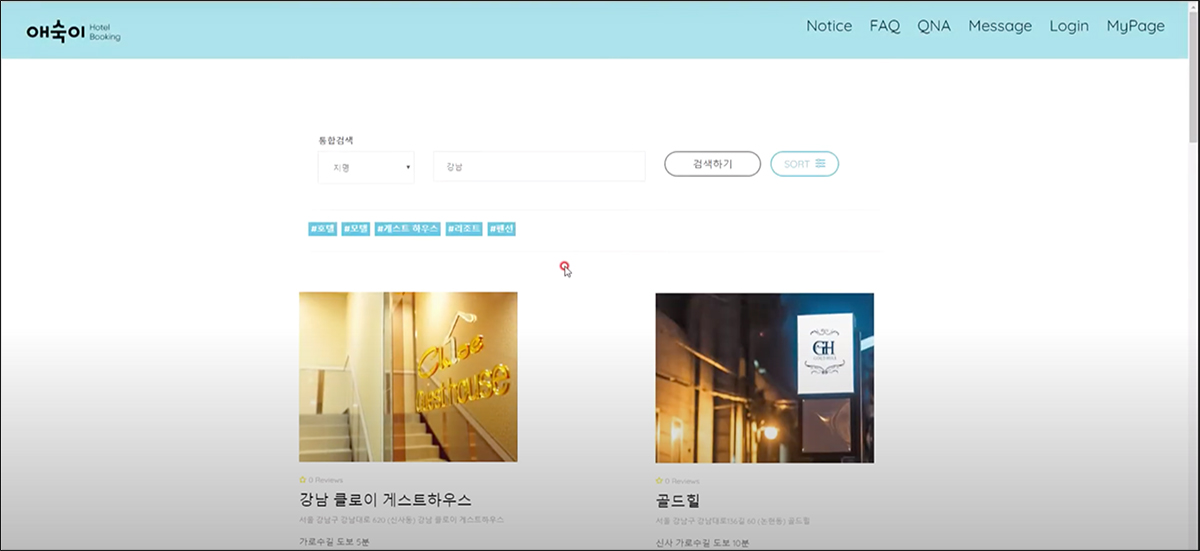 애숙이 Hotel Booking
Notice FAQ QNA Message Login MyPage
통합검색
지명 강남 검색하기 SORT
#호텔 #모텔 #게스트 하우스 #리조트 #펜션
Chloe
guest house
GH
0 Reviews
강남 클로이 게스트하우스
서울 강남구 강남대로 620 (신사동) 강남 클로이 게스트하우스
가로수길 도보 5분
0 Reviews
골드힐
서울 강남구 강남대로136길 60 (논현동) 골드힐
신사 가로수길 도보 10분